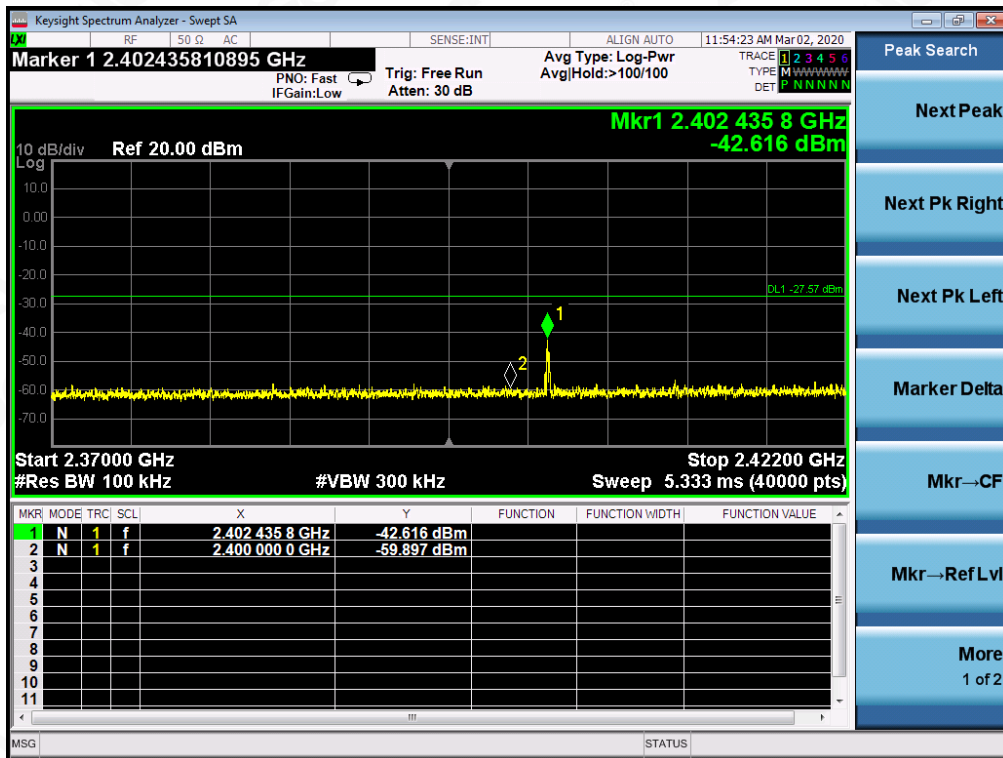 Keysight Spectrum Analyzer - Swept SA
LXI RF 50 Ω AC SENSE:INT ALIGN AUTO 11:54:23 AM Mar 02, 2020
Marker 1 2.402435810895 GHz
PNO: Fast
IFGain:Low
Trig: Free Run
Atten: 30 dB
Avg Type: Log-Pwr
Avg|Hold:>100/100
TRACE 1 2 3 4 5 6
TYPE M WWWWW
DET P N N N N N
Mkr1 2.402 435 8 GHz
-42.616 dBm
10 dB/div Ref 20.00 dBm
Log
10.0
0.00
-10.0
-20.0
DL1 -27.57 dBm
-30.0
1
-40.0
-50.0
2
-60.0
-70.0
Start 2.37000 GHz Stop 2.42200 GHz
#Res BW 100 kHz #VBW 300 kHz Sweep 5.333 ms (40000 pts)
MKR MODE TRC SCL X Y FUNCTION FUNCTION WIDTH FUNCTION VALUE
1 N 1 f 2.402 435 8 GHz -42.616 dBm
2 N 1 f 2.400 000 0 GHz -59.897 dBm
3
4
5
6
7
8
9
10
11
MSG STATUS
Peak Search
Next Peak
Next Pk Right
Next Pk Left
Marker Delta
Mkr→CF
Mkr→Ref Lvl
More
1 of 2